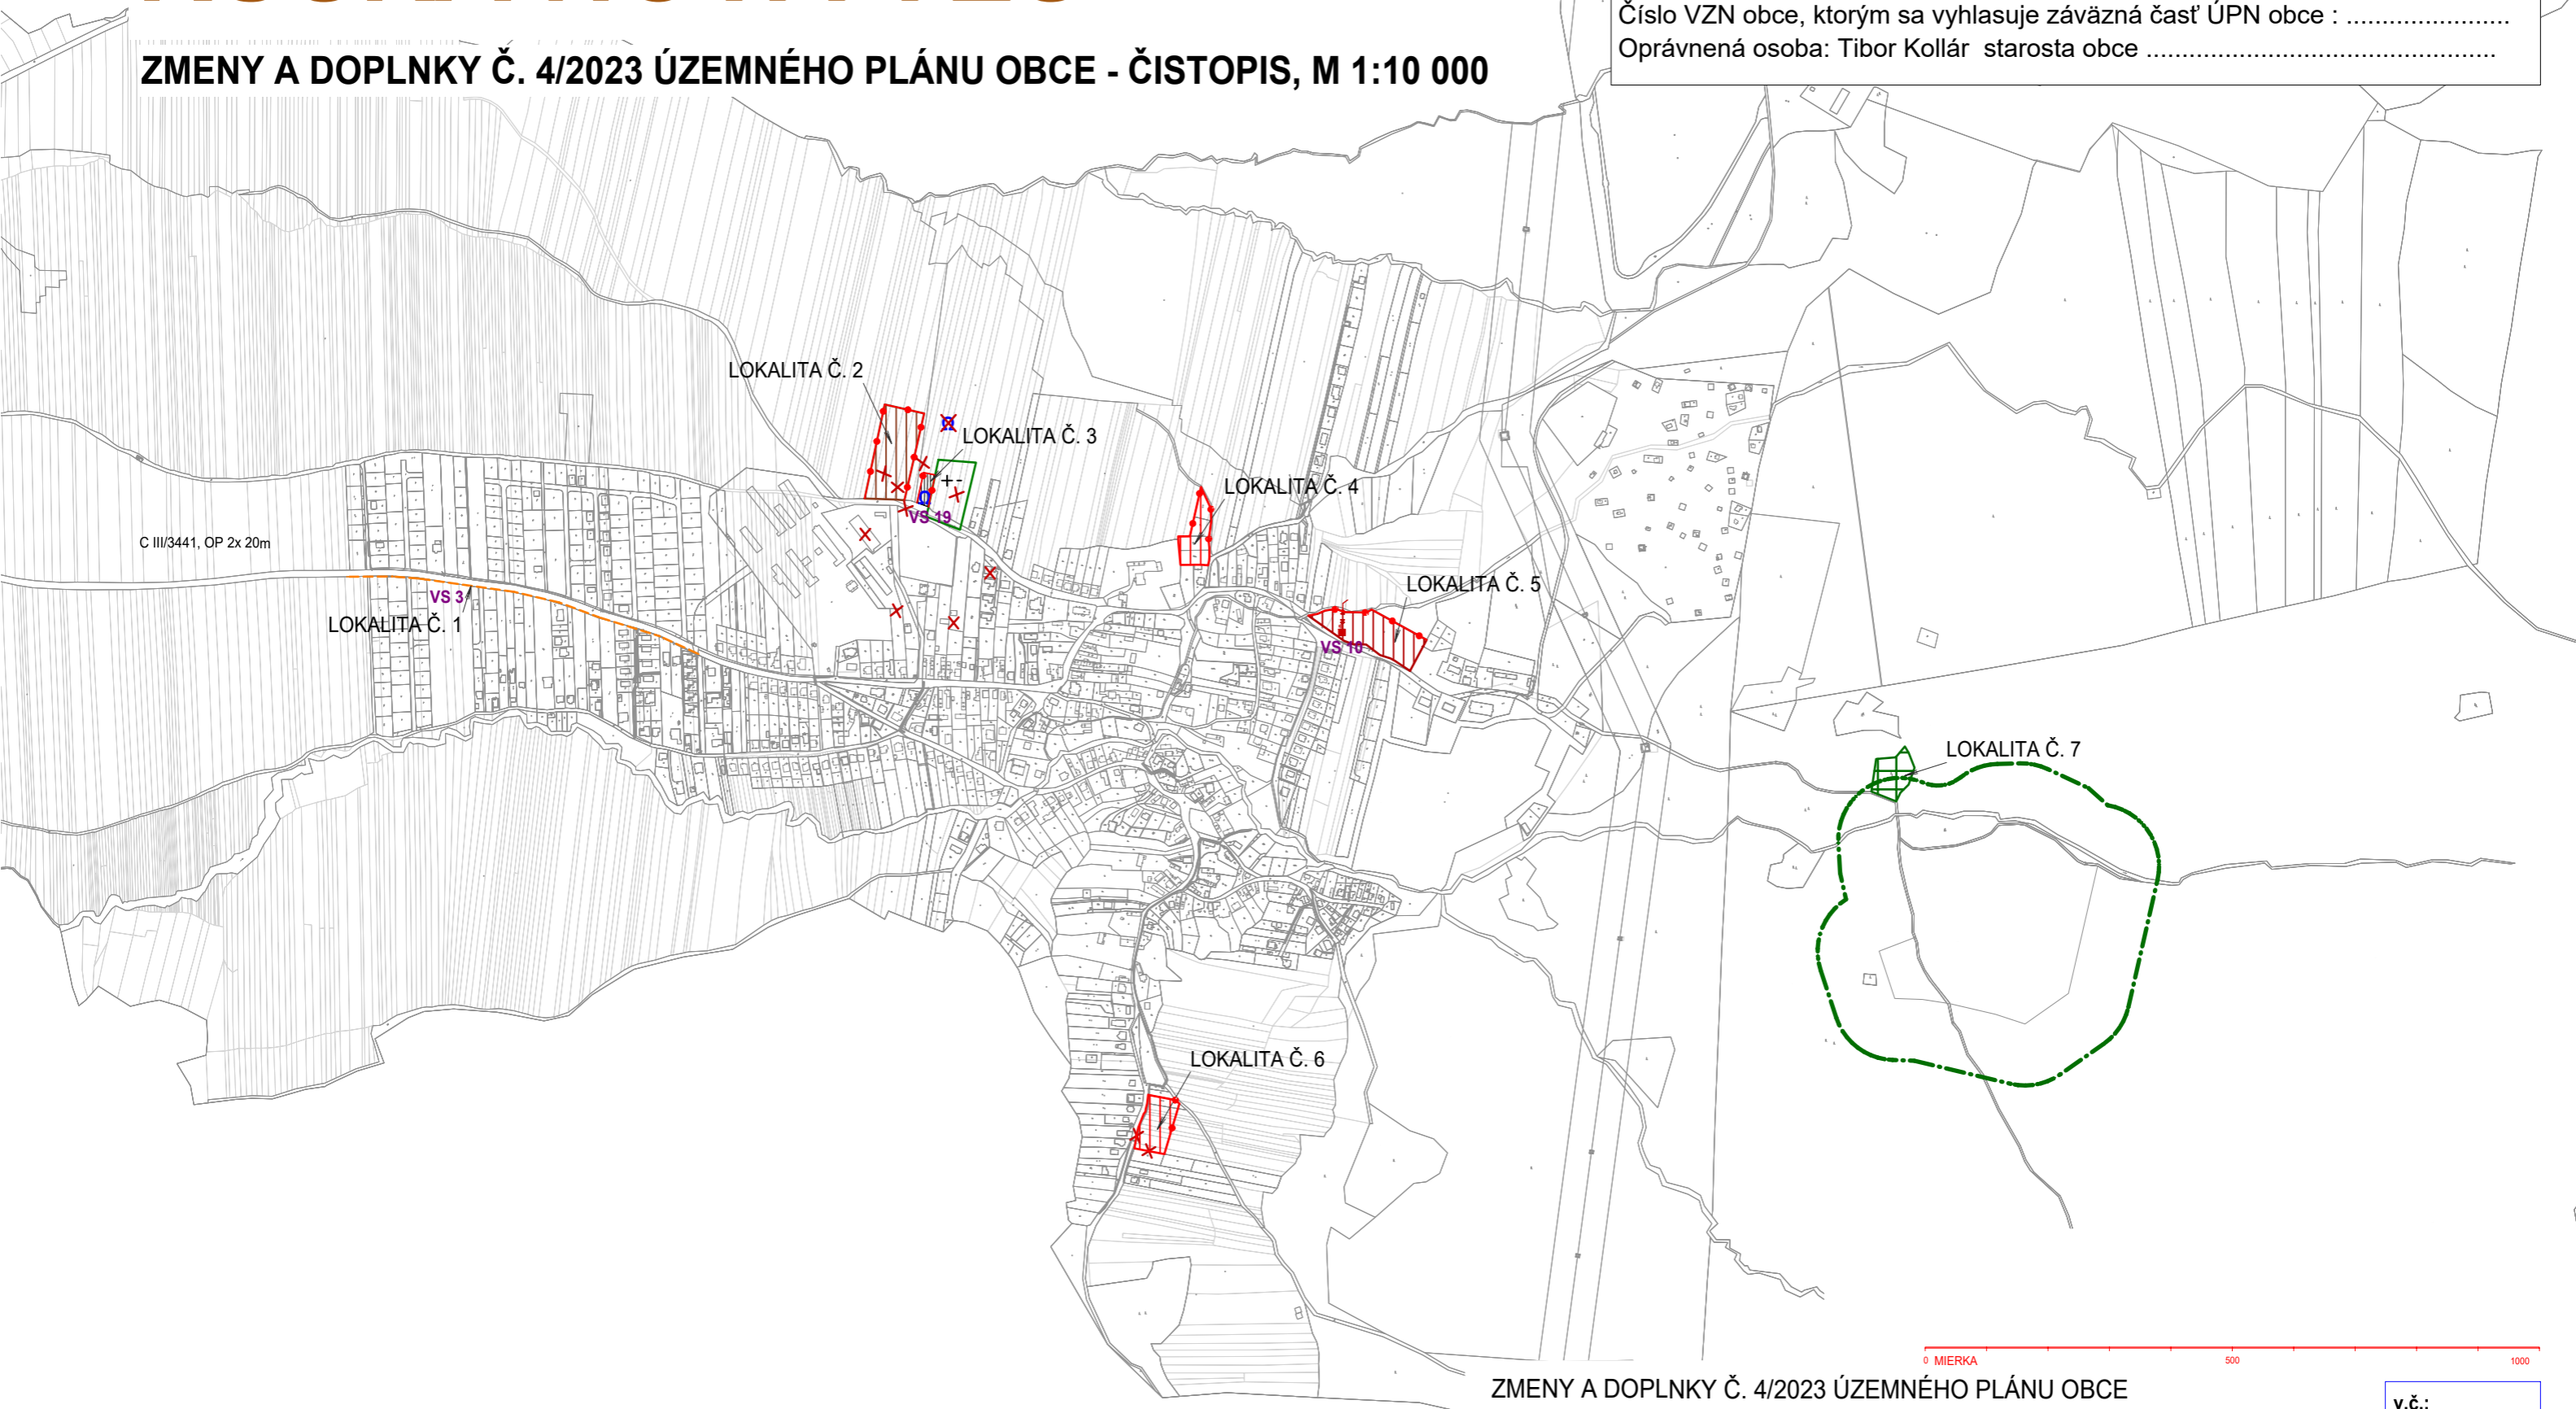 Číslo VZN obce, ktorým sa vyhlasuje záväzná časť ÚPN obce : .......................
Oprávnená osoba: Tibor Kollár starosta obce .................................................
ZMENY A DOPLNKY Č. 4/2023 ÚZEMNÉHO PLÁNU OBCE - ČISTOPIS, M 1:10 000
LOKALITA Č. 2
LOKALITA Č. 3
+-
LOKALITA Č. 4
VS 19
C III/3441, OP 2x 20m
LOKALITA Č. 5
VS 3
LOKALITA Č. 1
VS 10
LOKALITA Č. 7
LOKALITA Č. 6
0 MIERKA 500 1000
ZMENY A DOPLNKY Č. 4/2023 ÚZEMNÉHO PLÁNU OBCE
v.č.: